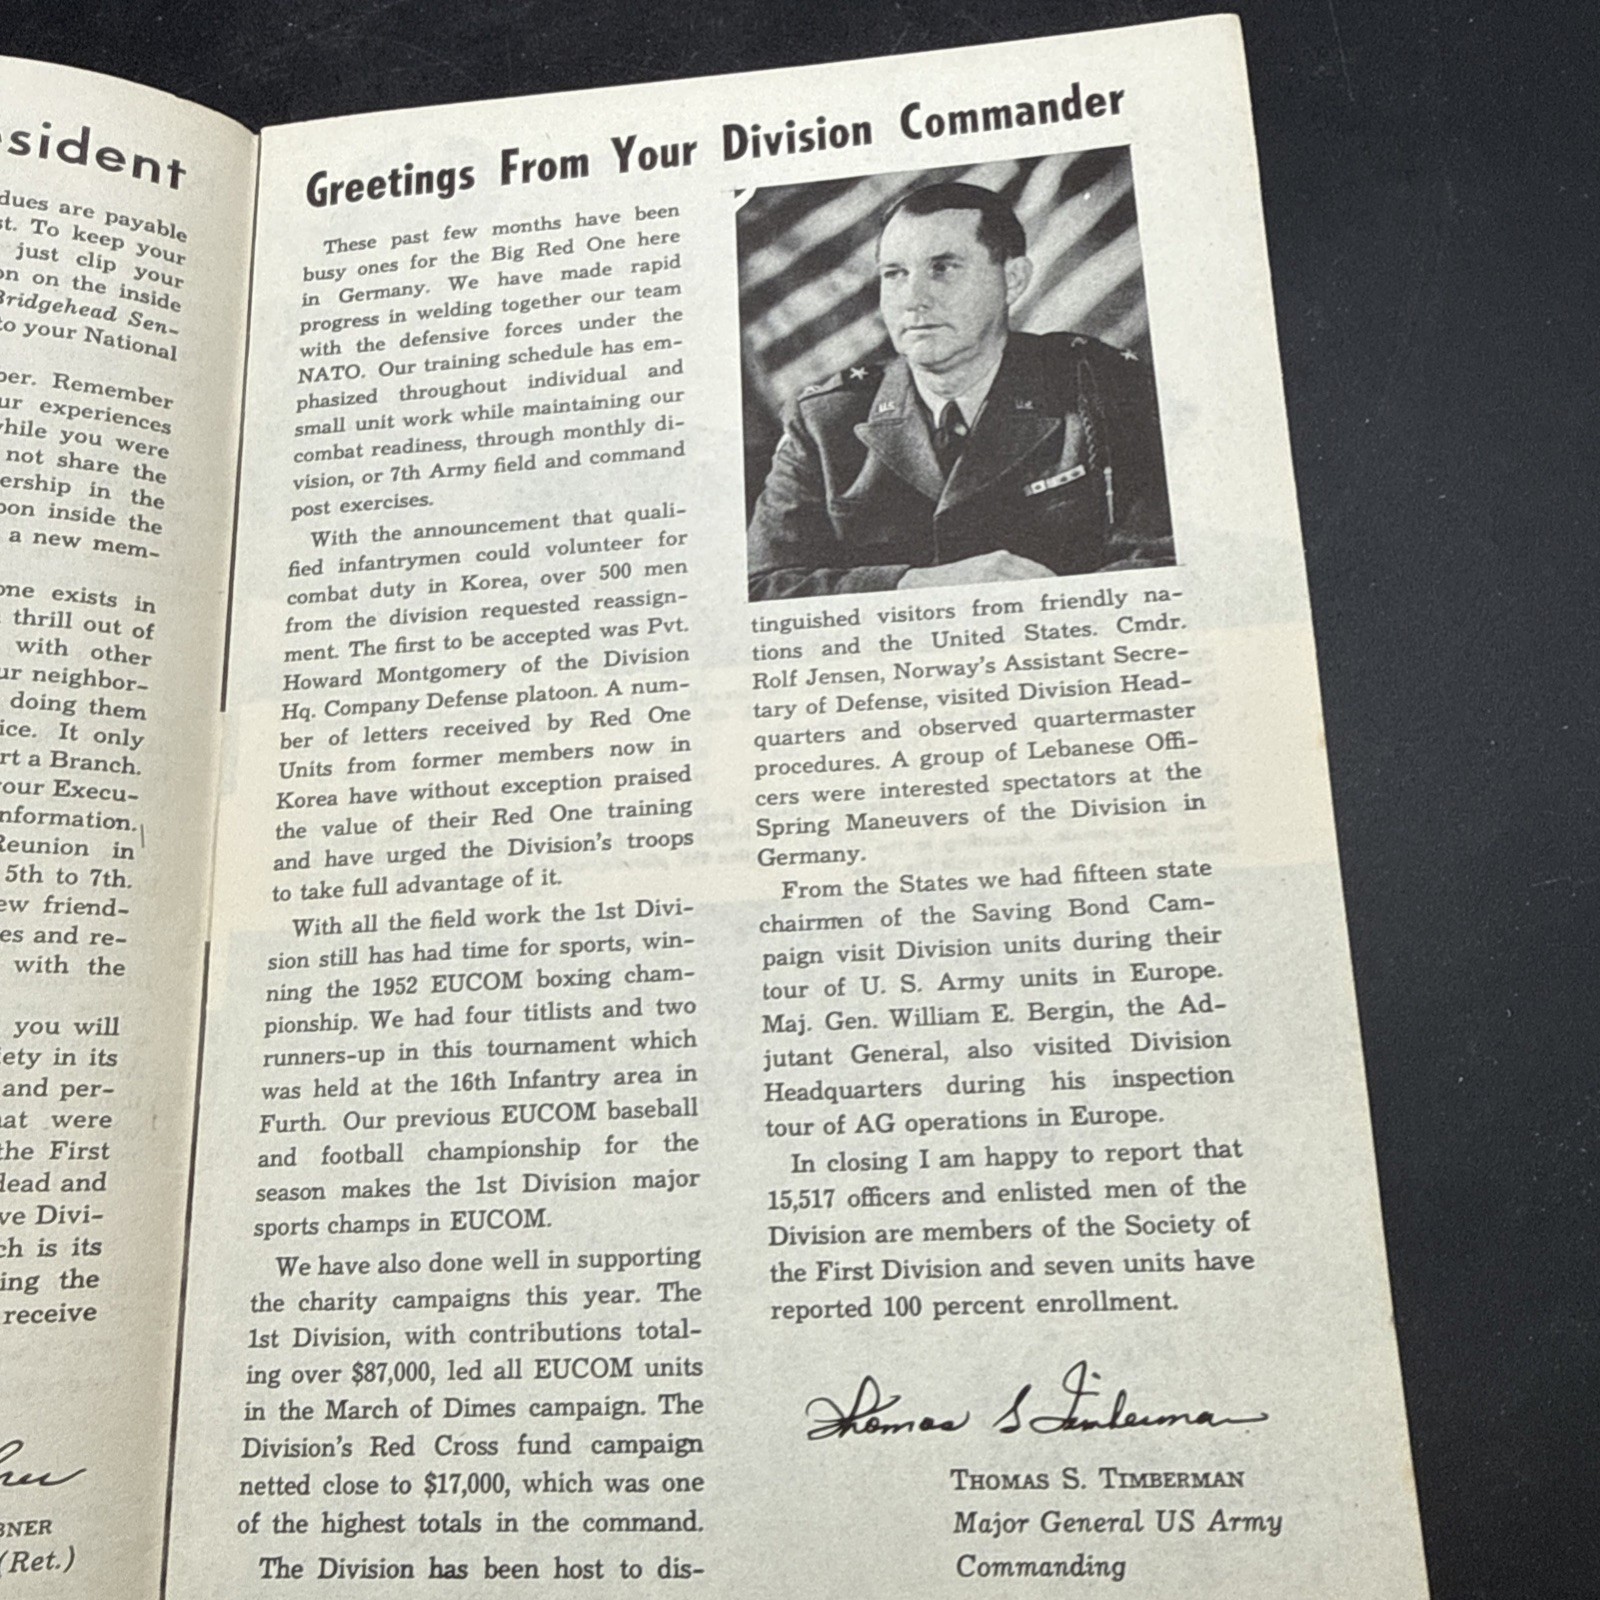 esident
dues are payable
st. To keep your
just clip your
on on the inside
Bridgehead Sen-
to your National
ber. Remember
ur experiences
while you were
not share the
ership in the
pon inside the
a new mem-
one exists in
thrill out of
with other
ur neighbor-
doing them
ice. It only
rt a Branch.
your Execu-
nformation.
Reunion in
5th to 7th.
ew friend-
es and re-
with the
you will
iety in its
and per-
hat were
the First
dead and
ve Divi-
ch is its
ing the
receive
BNER
(Ret.)
Greetings From Your Division Commander
These past few months have been
busy ones for the Big Red One here
in Germany. We have made rapid
progress in welding together our team
with the defensive forces under the
NATO. Our training schedule has em-
phasized throughout individual and
small unit work while maintaining our
combat readiness, through monthly di-
vision, or 7th Army field and command
post exercises.
With the announcement that quali-
fied infantrymen could volunteer for
combat duty in Korea, over 500 men
from the division requested reassign-
ment. The first to be accepted was Pvt.
Howard Montgomery of the Division
Hq. Company Defense platoon. A num-
ber of letters received by Red One
Units from former members now in
Korea have without exception praised
the value of their Red One training
and have urged the Division's troops
to take full advantage of it.
With all the field work the 1st Divi-
sion still has had time for sports, win-
ning the 1952 EUCOM boxing cham-
pionship. We had four titlists and two
runners-up in this tournament which
was held at the 16th Infantry area in
Furth. Our previous EUCOM baseball
and football championship for the
season makes the 1st Division major
sports champs in EUCOM.
We have also done well in supporting
the charity campaigns this year. The
1st Division, with contributions total-
ing over $87,000, led all EUCOM units
in the March of Dimes campaign. The
Division's Red Cross fund campaign
netted close to $17,000, which was one
of the highest totals in the command.
The Division has been host to dis-
tinguished visitors from friendly na-
tions and the United States. Cmdr.
Rolf Jensen, Norway's Assistant Secre-
tary of Defense, visited Division Head-
quarters and observed quartermaster
procedures. A group of Lebanese Offi-
cers were interested spectators at the
Spring Maneuvers of the Division in
Germany.
From the States we had fifteen state
chairmen of the Saving Bond Cam-
paign visit Division units during their
tour of U. S. Army units in Europe.
Maj. Gen. William E. Bergin, the Ad-
jutant General, also visited Division
Headquarters during his inspection
tour of AG operations in Europe.
In closing I am happy to report that
15,517 officers and enlisted men of the
Division are members of the Society of
the First Division and seven units have
reported 100 percent enrollment.
Thomas S Timberman
THOMAS S. TIMBERMAN
Major General US Army
Commanding